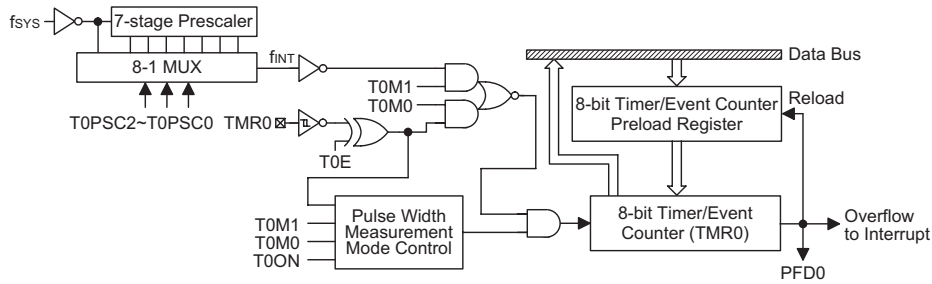 fSYS
7-stage Prescaler
8-1 MUX
T0PSC2~T0PSC0
fINT
T0M1
T0M0
TMR0
T0E
T0M1
T0M0
T0ON
Pulse Width
Measurement
Mode Control
Data Bus
8-bit Timer/Event Counter
Preload Register
Reload
8-bit Timer/Event
Counter (TMR0)
Overflow
to Interrupt
PFD0